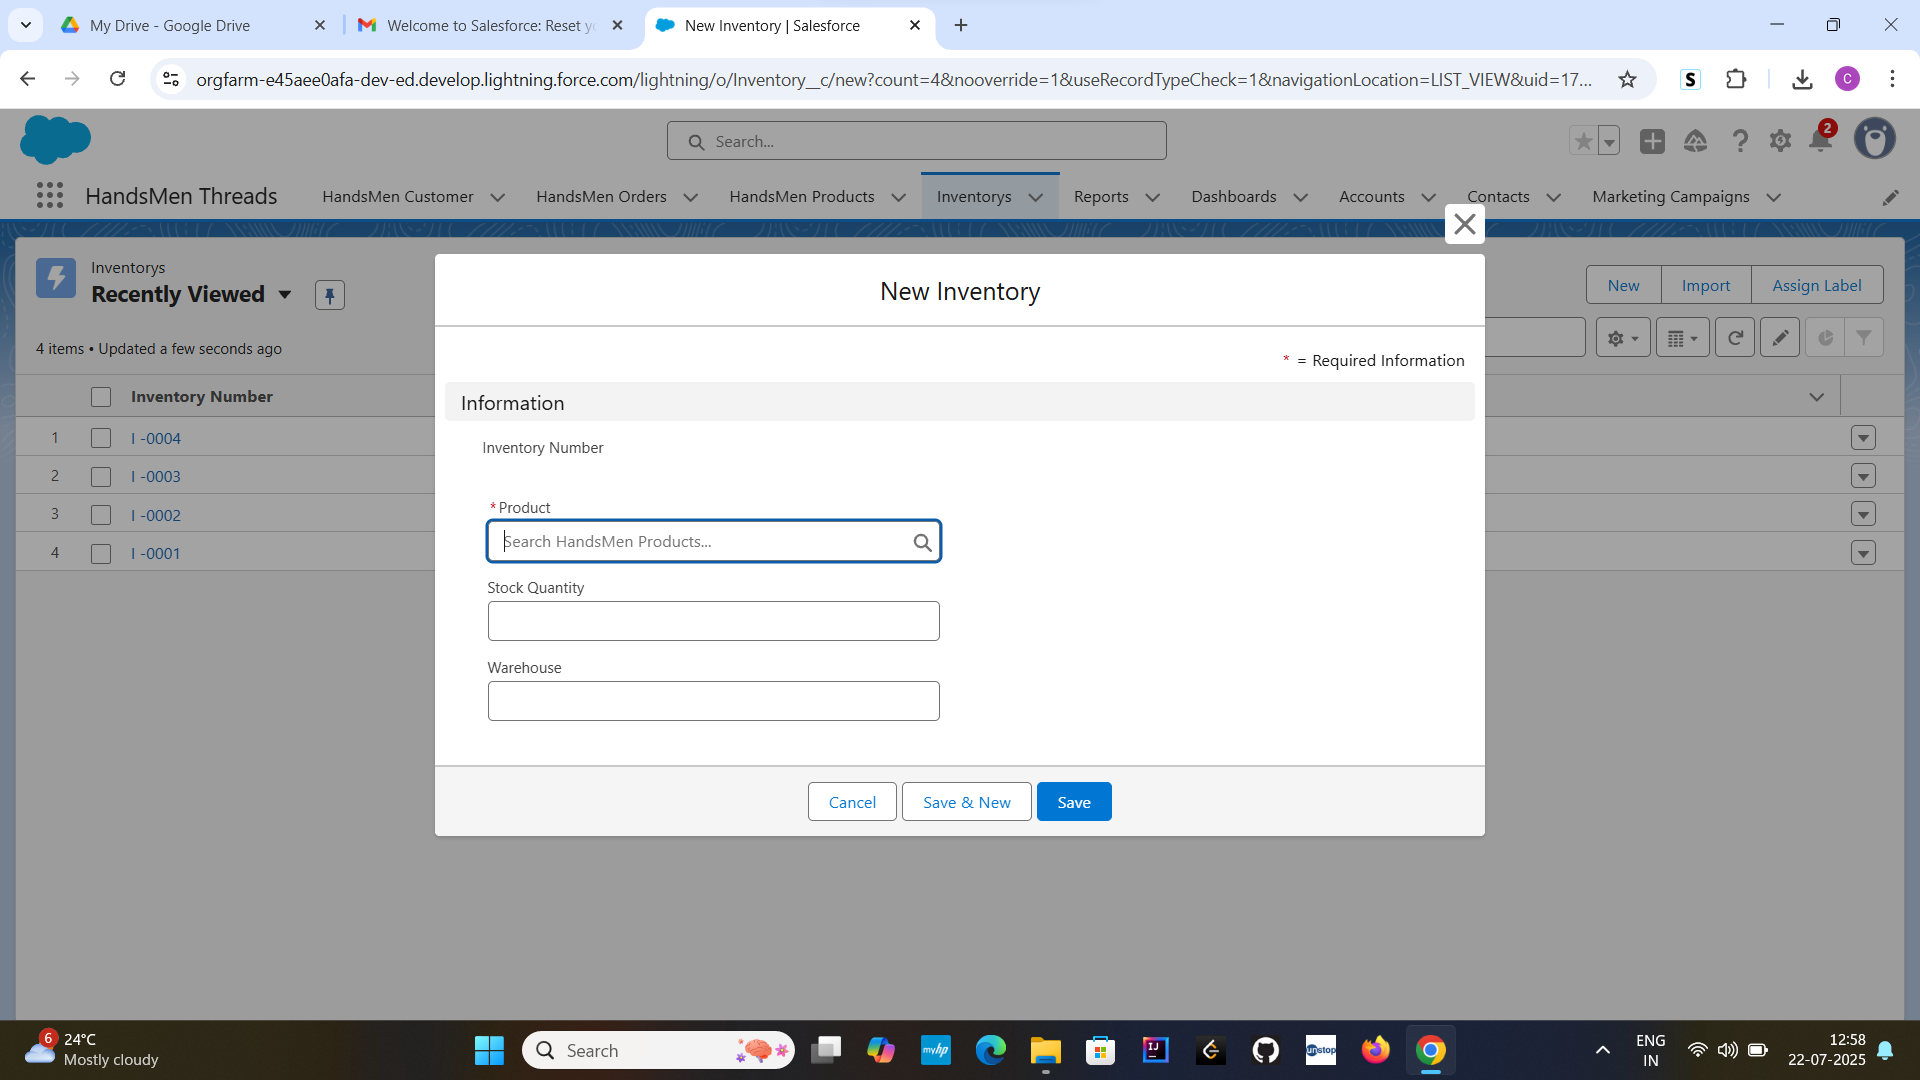 My Drive - Google Drive
Welcome to Salesforce: Reset yo
New Inventory | Salesforce
orgfarm-e45aee0afa-dev-ed.develop.lightning.force.com/lightning/o/Inventory__c/new?count=4&nooverride=1&useRecordTypeCheck=1&navigationLocation=LIST_VIEW&uid=17...
S
C
Search...
2
HandsMen Threads
HandsMen Customer
HandsMen Orders
HandsMen Products
Inventorys
Reports
Dashboards
Accounts
Contacts
Marketing Campaigns
Inventorys
Recently Viewed
New
Import
Assign Label
4 items • Updated a few seconds ago
Inventory Number
1 I -0004
2 I -0003
3 I -0002
4 I -0001
New Inventory
* = Required Information
Information
Inventory Number
*Product
Search HandsMen Products...
Stock Quantity
Warehouse
Cancel
Save & New
Save
6
24°C
Mostly cloudy
Search
myhp
IJ
unstop
ENG
IN
12:58
22-07-2025